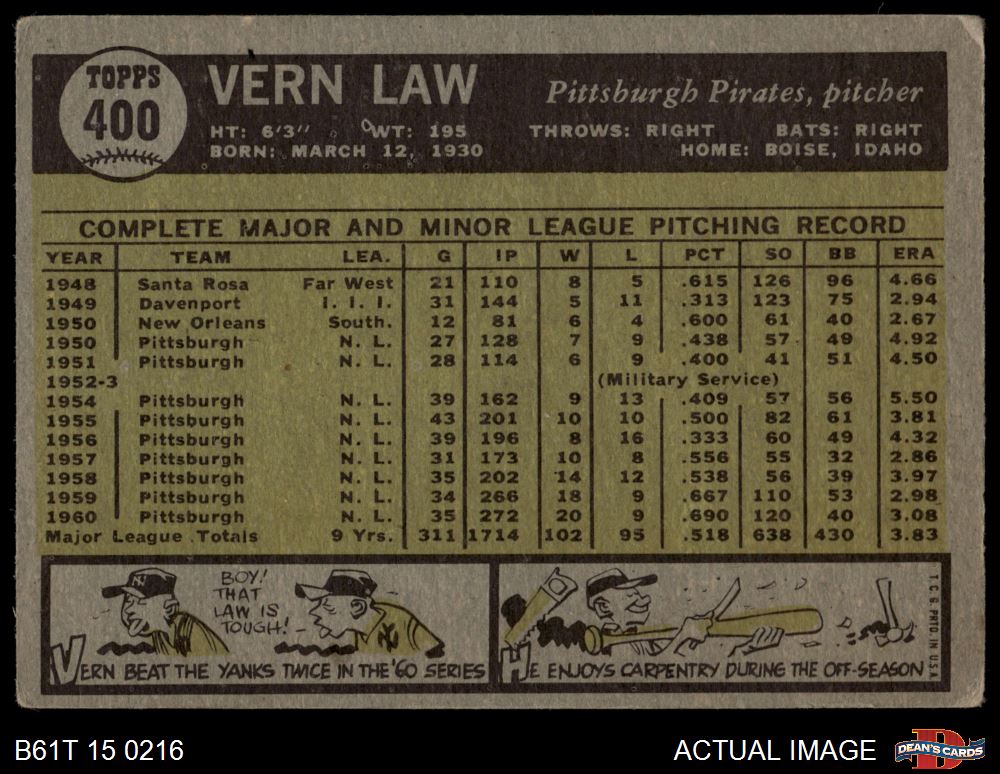 TOPPS
400
VERN LAW
Pittsburgh Pirates, pitcher
HT: 6'3" WT: 195 THROWS: RIGHT BATS: RIGHT
BORN: MARCH 12, 1930 HOME: BOISE, IDAHO
COMPLETE MAJOR AND MINOR LEAGUE PITCHING RECORD
YEAR TEAM LEA. G IP W L PCT SO BB ERA
1948 Santa Rosa Far West 21 110 8 5 .615 126 96 4.66
1949 Davenport I. I. I. 31 144 5 11 .313 123 75 2.94
1950 New Orleans South. 12 81 6 4 .600 61 40 2.67
1950 Pittsburgh N. L. 27 128 7 9 .438 57 49 4.92
1951 Pittsburgh N. L. 28 114 6 9 .400 41 51 4.50
1952-3 (Military Service)
1954 Pittsburgh N. L. 39 162 9 13 .409 57 56 5.50
1955 Pittsburgh N. L. 43 201 10 10 .500 82 61 3.81
1956 Pittsburgh N. L. 39 196 8 16 .333 60 49 4.32
1957 Pittsburgh N. L. 31 173 10 8 .556 55 32 2.86
1958 Pittsburgh N. L. 35 202 14 12 .538 56 39 3.97
1959 Pittsburgh N. L. 34 266 18 9 .667 110 53 2.98
1960 Pittsburgh N. L. 35 272 20 9 .690 120 40 3.08
Major League Totals 9 Yrs. 311 1714 102 95 .518 638 430 3.83
NY
BOY!
THAT
LAW IS
TOUGH!
NY
VERN BEAT THE YANKS TWICE IN THE '60 SERIES
HE ENJOYS CARPENTRY DURING THE OFF-SEASON
T.C.G. PRTD. IN U.S.A.
B61T 15 0216
ACTUAL IMAGE
D
DEAN'S CARDS